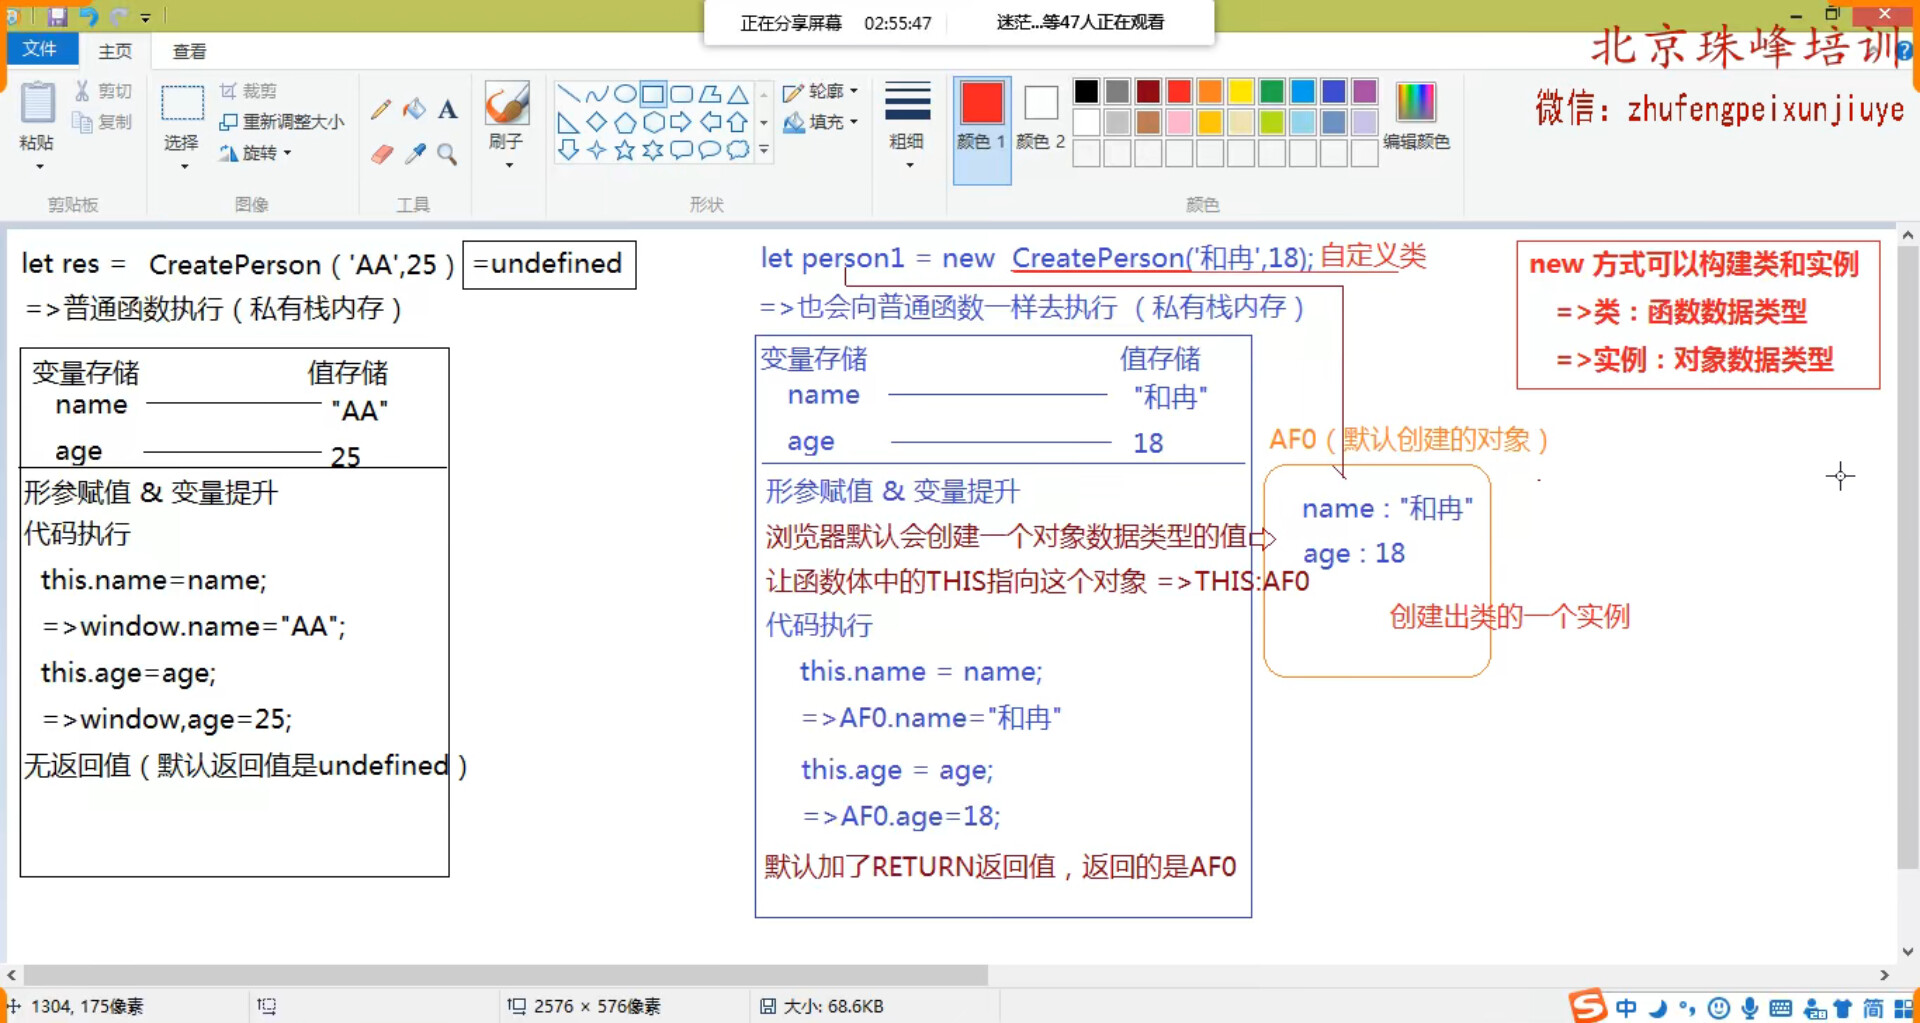 正在分享屏幕 02:55:47 迷茫...等47人正在观看
文件 主页 查看
北京珠峰培训
微信：zhufengpeixunjiuye
粘贴
剪切
复制
剪贴板
选择
裁剪
重新调整大小
旋转
图像
A
工具
刷子
轮廓
填充
形状
粗细
颜色 1
颜色 2
编辑颜色
颜色
let res = CreatePerson ( 'AA',25 ) =undefined
=>普通函数执行 ( 私有栈内存 )
变量存储 值存储
name "AA"
age 25
形参赋值 & 变量提升
代码执行
this.name=name;
=>window.name="AA";
this.age=age;
=>window,age=25;
无返回值 ( 默认返回值是undefined )
let person1 = new CreatePerson('和冉',18); 自定义类
=>也会向普通函数一样去执行 ( 私有栈内存 )
变量存储 值存储
name "和冉"
age 18
形参赋值 & 变量提升
浏览器默认会创建一个对象数据类型的值
让函数体中的THIS指向这个对象 =>THIS:AF0
代码执行
this.name = name;
=>AF0.name="和冉"
this.age = age;
=>AF0.age=18;
默认加了RETURN返回值，返回的是AF0
AF0 ( 默认创建的对象 )
name : "和冉"
age : 18
创建出类的一个实例
new 方式可以构建类和实例
=>类：函数数据类型
=>实例：对象数据类型
1304, 175像素
2576 × 576像素
大小: 68.6KB
S 中 简